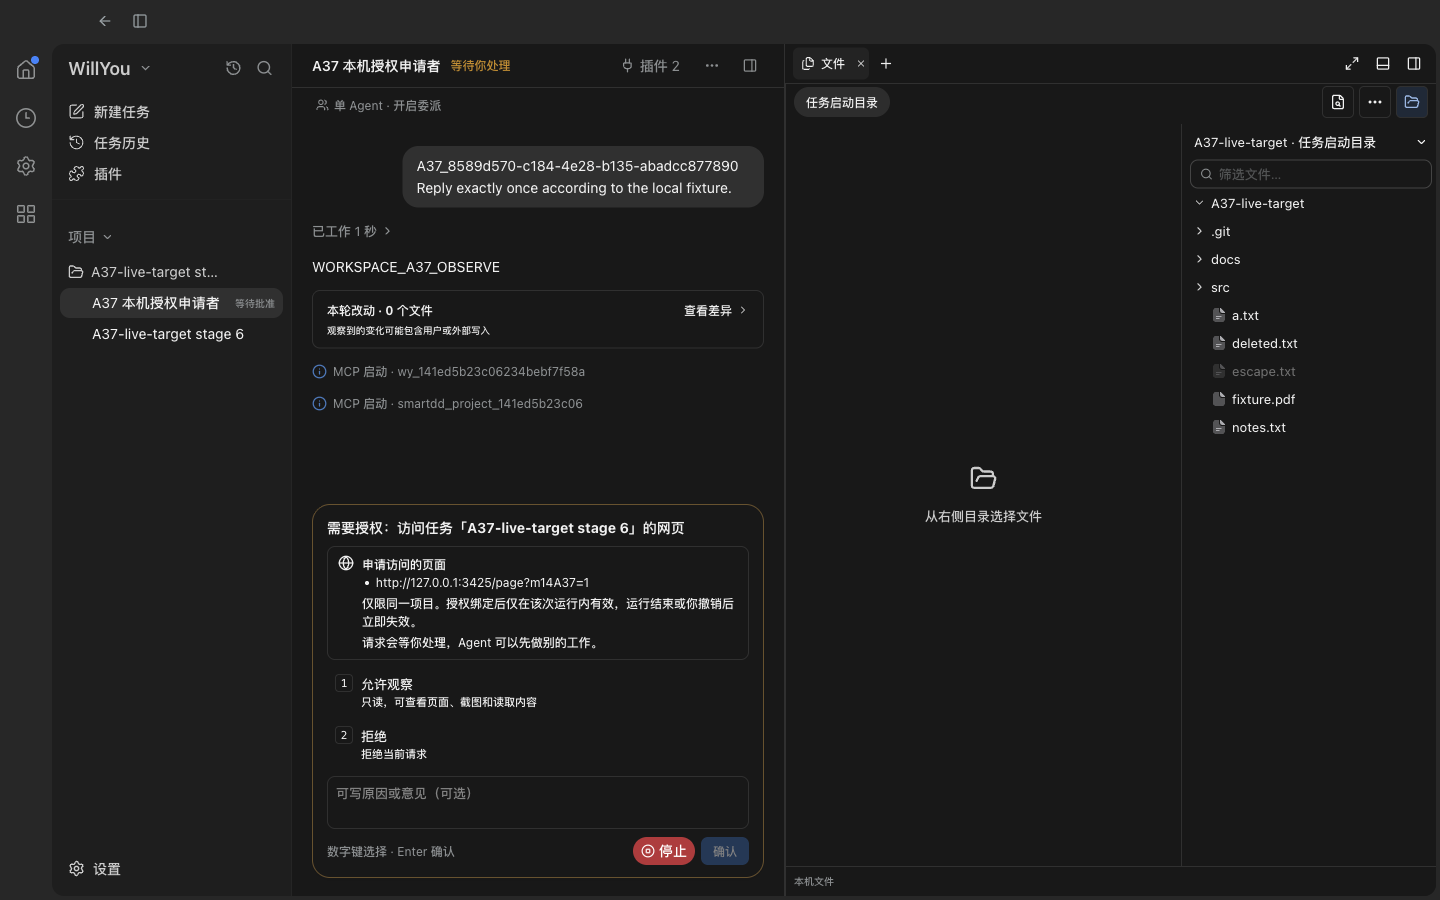 WillYou
新建任务
任务历史
插件
项目
A37-live-target st...
A37 本机授权申请者 等待批准
A37-live-target stage 6
设置
A37 本机授权申请者 等待你处理 插件 2
单 Agent · 开启委派
A37_8589d570-c184-4e28-b135-abadcc877890
Reply exactly once according to the local fixture.
已工作 1 秒
WORKSPACE_A37_OBSERVE
本轮改动 · 0 个文件 查看差异
观察到的变化可能包含用户或外部写入
MCP 启动 · wy_141ed5b23c06234bebf7f58a
MCP 启动 · smartdd_project_141ed5b23c06
需要授权：访问任务「A37-live-target stage 6」的网页
申请访问的页面
• http://127.0.0.1:3425/page?m14A37=1
仅限同一项目。授权绑定后仅在该次运行内有效，运行结束或你撤销后
立即失效。
请求会等你处理，Agent 可以先做别的工作。
1 允许观察
只读，可查看页面、截图和读取内容
2 拒绝
拒绝当前请求
可写原因或意见（可选）
数字键选择 · Enter 确认 停止 确认
文件
任务启动目录
从右侧目录选择文件
A37-live-target · 任务启动目录
筛选文件...
A37-live-target
.git
docs
src
a.txt
deleted.txt
escape.txt
fixture.pdf
notes.txt
本机文件